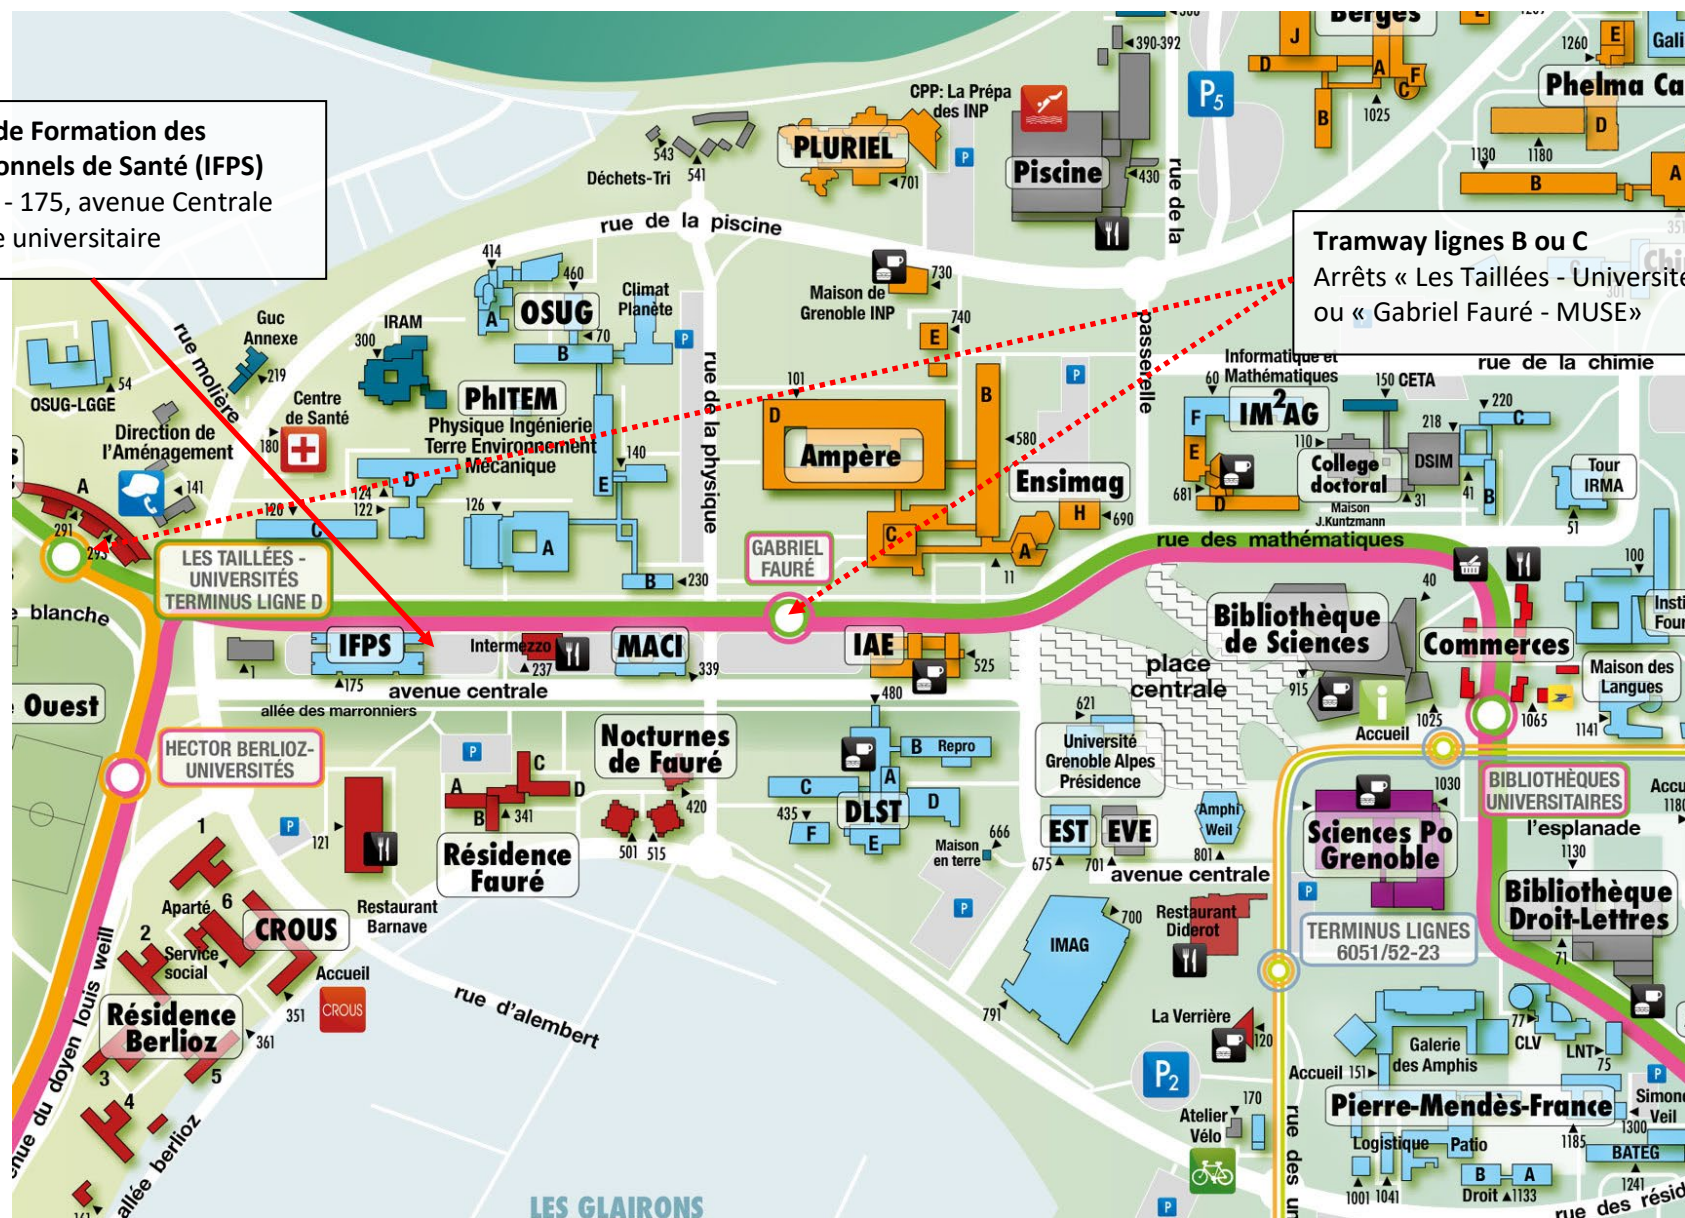 de Formation des
onnels de Santé (IFPS)
- 175, avenue Centrale
e universitaire
Tramway lignes B ou C
Arrêts « Les Taillées - Université
ou « Gabriel Fauré - MUSE»
390-392
CPP: La Prépa
des INP
P5
Berges
J
D
A
F
C
B
1025
1260
E
Gali
Phelma Ca
D
1180
1130
B
A
543
541
Déchets-Tri
PLURIEL
701
P
Piscine
430
rue de la
rue de la piscine
414
460
A
OSUG
70
B
Climat
Planète
P
730
Maison de
Grenoble INP
740
E
passerelle
rue de la chimie
rue molière
Guc
Annexe
219
IRAM
300
54
OSUG-LGGE
PhITEM
Physique Ingénierie
Terre Environnement
Mécanique
Centre
de Santé
180
Direction de
l'Aménagement
141
rue de la physique
101
D
B
Ampère
580
C
A
11
P
Ensimag
H
690
Informatique et
Mathématiques
60
F
IM²AG
E
681
D
150 CETA
110
College
doctoral
Maison
J.Kuntzmann
218
DSIM
31
220
C
41
B
Tour
IRMA
51
A
291
293
120
C
124
122
D
126
A
140
E
B
230
LES TAILLÉES -
UNIVERSITÉS
TERMINUS LIGNE D
GABRIEL
FAURÉ
rue des mathématiques
e blanche
1
IFPS
175
Intermezzo
237
MACI
339
IAE
525
avenue centrale
allée des marronniers
place
centrale
Bibliothèque
de Sciences
40
915
Accueil
1025
Commerces
1065
100
Insti
Four
Maison des
Langues
1141
Ouest
HECTOR BERLIOZ-
UNIVERSITÉS
P
P
121
Restaurant
Barnave
A
B
C
D
341
Résidence
Fauré
Nocturnes
de Fauré
420
501
515
480
B
Repro
A
C
D
435
F
DLST
E
621
Université
Grenoble Alpes
Présidence
Maison
en terre
666
EST
675
EVE
701
Amphi
Weil
801
avenue centrale
P
1030
Sciences Po
Grenoble
BIBLIOTHÈQUES
UNIVERSITAIRES
Accu
1180
l'esplanade
1130
Bibliothèque
Droit-Lettres
71
P
TERMINUS LIGNES
6051/52-23
1
Aparté
6
2
Service
social
CROUS
Accueil
CROUS
351
Résidence
Berlioz
361
3
5
4
rue d'alembert
IMAG
700
791
Restaurant
Diderot
La Verrière
120
P2
Atelier
Vélo
170
77
CLV
LNT
75
Galerie
des Amphis
Accueil 151
Pierre-Mendès-France
P
Simone
Veil
1300
1185
Logistique
Patio
1001
1041
B
A
Droit
1133
BATEG
1241
enue du doyen louis weill
allée berlioz
LES GLAIRONS
P
rue des un
rue des résid